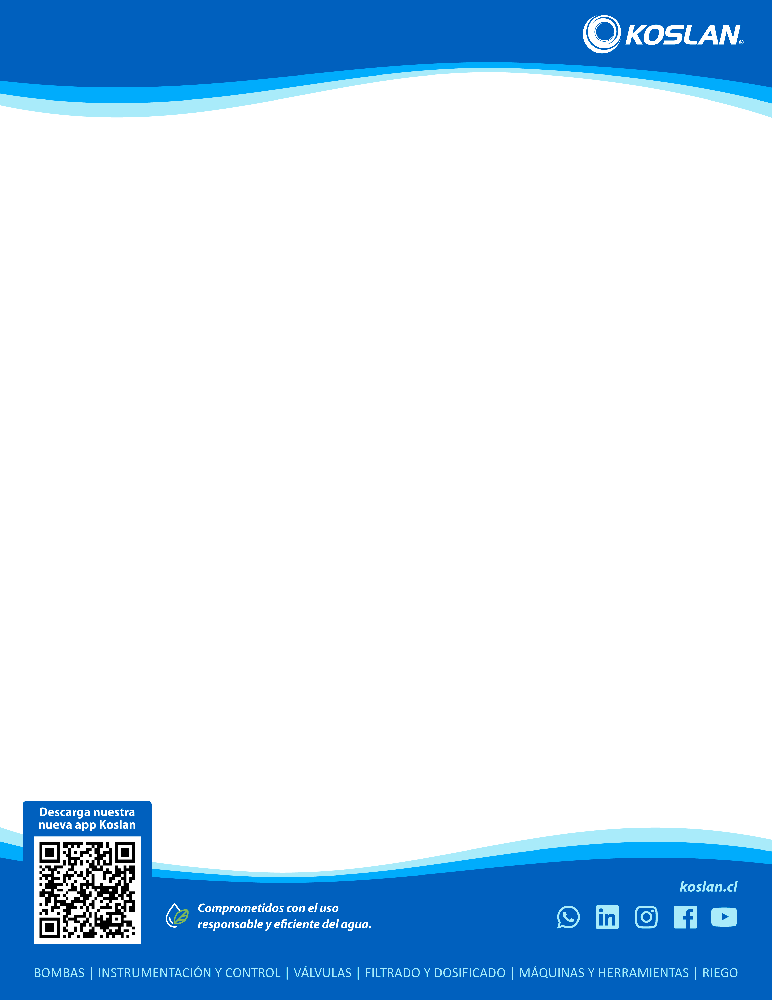 KOSLAN®
Descarga nuestra
nueva app Koslan
koslan.cl
Comprometidos con el uso
responsable y eficiente del agua.
in
BOMBAS | INSTRUMENTACIÓN Y CONTROL | VÁLVULAS | FILTRADO Y DOSIFICADO | MÁQUINAS Y HERRAMIENTAS | RIEGO